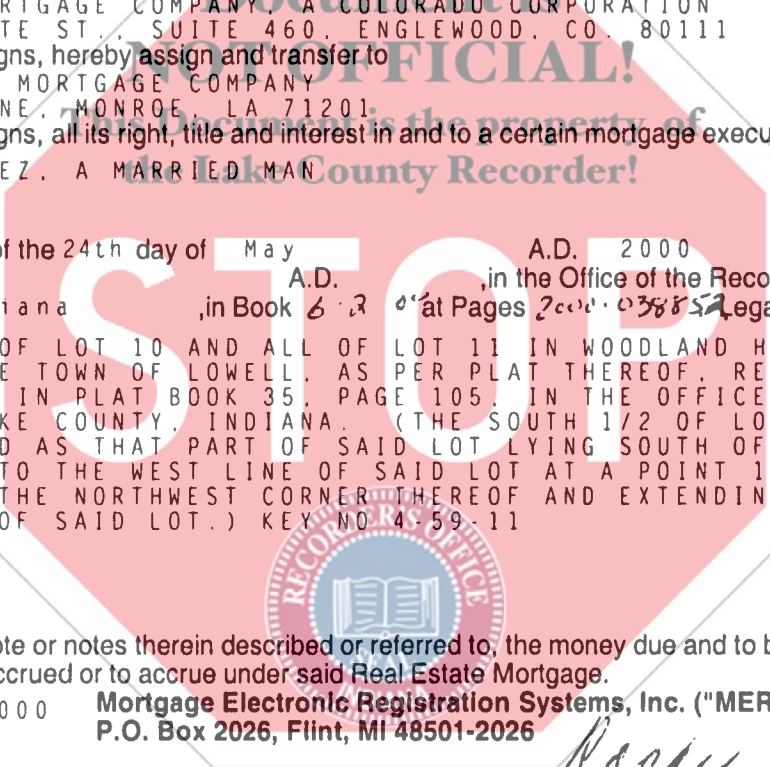 RTGAGE COMPANY, A COLORADO CORPORATION
TE ST., SUITE 460, ENGLEWOOD, CO. 80111
gns, hereby assign and transfer to
NOT OFFICIAL!
MORTGAGE COMPANY
NE, MONROE, LA 71201
This Document is the property of
gns, all its right, title and interest in and to a certain mortgage execu
EZ, A MARRIED MAN
the Lake County Recorder!
STOP
of the 24th day of May A.D. 2000
A.D. ,in the Office of the Reco
iana ,in Book at Pages Lega
OF LOT 10 AND ALL OF LOT 11 IN WOODLAND H
E TOWN OF LOWELL, AS PER PLAT THEREOF, RE
IN PLAT BOOK 35, PAGE 105, IN THE OFFICE
KE COUNTY, INDIANA. (THE SOUTH 1/2 OF LO
D AS THAT PART OF SAID LOT LYING SOUTH OF
TO THE WEST LINE OF SAID LOT AT A POINT 1
THE NORTHWEST CORNER THEREOF AND EXTENDIN
OF SAID LOT.) KEY NO 4-59-11
RECORDER'S OFFICE
SEAL
INDIANA
ote or notes therein described or referred to, the money due and to b
ccrued or to accrue under said Real Estate Mortgage.
000 Mortgage Electronic Registration Systems, Inc. ("MER
P.O. Box 2026, Flint, MI 48501-2026